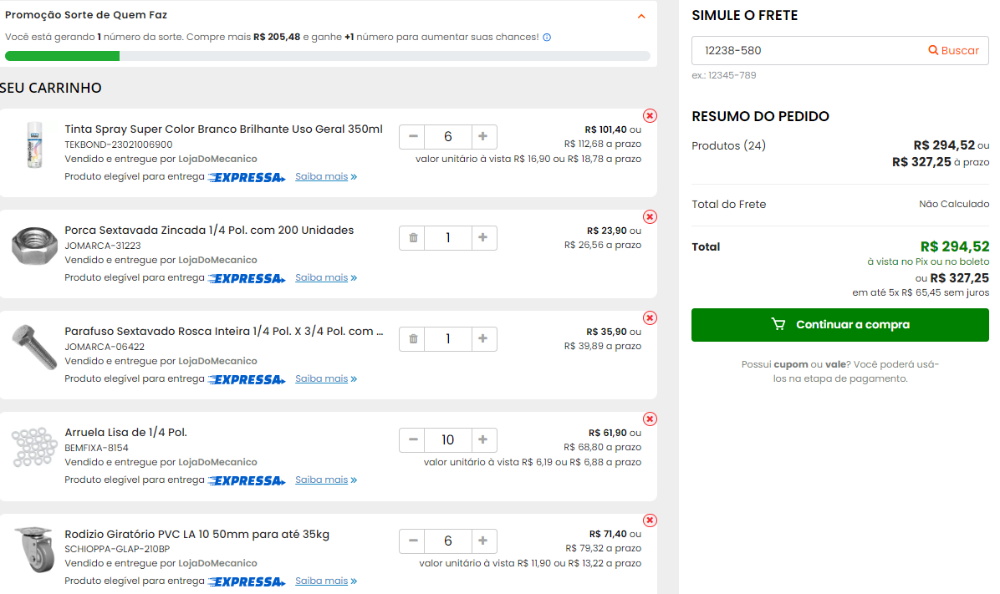 Promoção Sorte de Quem Faz
Você está gerando 1 número da sorte. Compre mais R$ 205,48 e ganhe +1 número para aumentar suas chances!
SEU CARRINHO
Tinta Spray Super Color Branco Brilhante Uso Geral 350ml
TEKBOND-23021006900
Vendido e entregue por LojaDoMecanico
Produto elegível para entrega EXPRESSA Saiba mais »
6
R$ 101,40 ou
R$ 112,68 a prazo
valor unitário à vista R$ 16,90 ou R$ 18,78 a prazo
Porca Sextavada Zincada 1/4 Pol. com 200 Unidades
JOMARCA-31223
Vendido e entregue por LojaDoMecanico
Produto elegível para entrega EXPRESSA Saiba mais »
1
R$ 23,90 ou
R$ 26,56 a prazo
Parafuso Sextavado Rosca Inteira 1/4 Pol. X 3/4 Pol. com ...
JOMARCA-06422
Vendido e entregue por LojaDoMecanico
Produto elegível para entrega EXPRESSA Saiba mais »
1
R$ 35,90 ou
R$ 39,89 a prazo
Arruela Lisa de 1/4 Pol.
BEMFIXA-8154
Vendido e entregue por LojaDoMecanico
Produto elegível para entrega EXPRESSA Saiba mais »
10
R$ 61,90 ou
R$ 68,80 a prazo
valor unitário à vista R$ 6,19 ou R$ 6,88 a prazo
Rodízio Giratório PVC LA 10 50mm para até 35kg
SCHIOPPA-GLAP-210BP
Vendido e entregue por LojaDoMecanico
Produto elegível para entrega EXPRESSA Saiba mais »
6
R$ 71,40 ou
R$ 79,32 a prazo
valor unitário à vista R$ 11,90 ou R$ 13,22 a prazo
SIMULE O FRETE
12238-580 Buscar
ex.: 12345-789
RESUMO DO PEDIDO
Produtos (24) R$ 294,52 ou
R$ 327,25 à prazo
Total do Frete Não Calculado
Total R$ 294,52
à vista no Pix ou no boleto
ou R$ 327,25
em até 5x R$ 65,45 sem juros
Continuar a compra
Possui cupom ou vale? Você poderá usá-
los na etapa de pagamento.